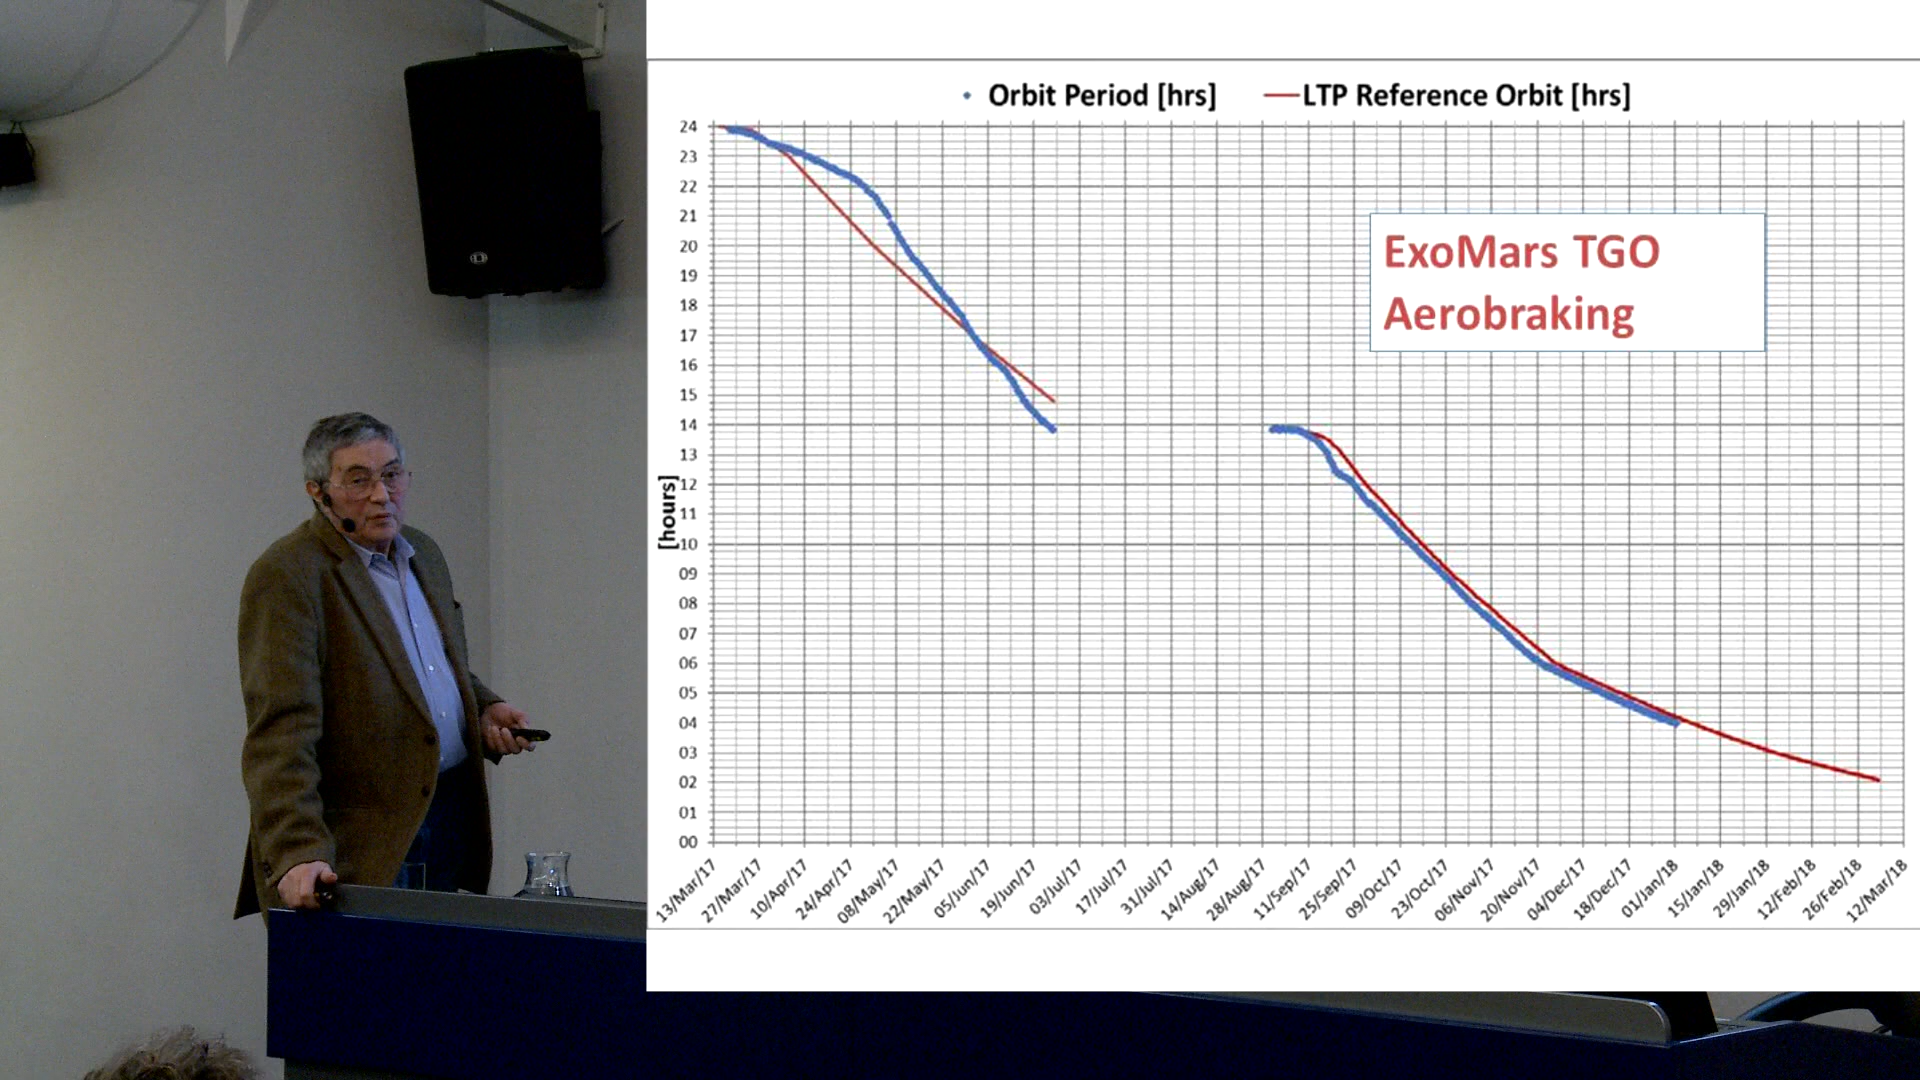 Orbit Period [hrs] LTP Reference Orbit [hrs]
ExoMars TGO
Aerobraking
[hours]
24
23
22
21
20
19
18
17
16
15
14
13
12
11
10
09
08
07
06
05
04
03
02
01
00
13/Mar/17
27/Mar/17
10/Apr/17
24/Apr/17
08/May/17
22/May/17
05/Jun/17
19/Jun/17
03/Jul/17
17/Jul/17
31/Jul/17
14/Aug/17
28/Aug/17
11/Sep/17
25/Sep/17
09/Oct/17
23/Oct/17
06/Nov/17
20/Nov/17
04/Dec/17
18/Dec/17
01/Jan/18
15/Jan/18
29/Jan/18
12/Feb/18
26/Feb/18
12/Mar/18